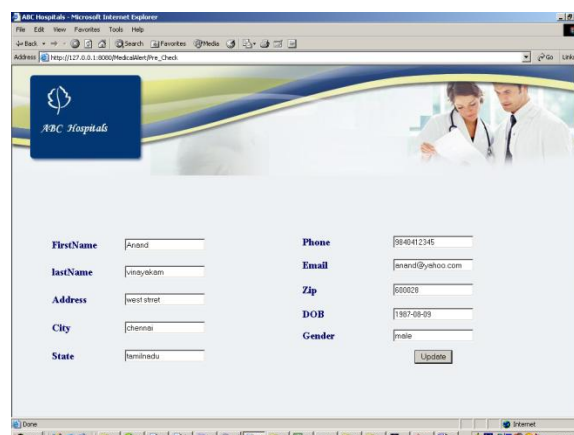 ABC Hospitals - Microsoft Internet Explorer
File Edit View Favorites Tools Help
Back Search Favorites Media
Address http://127.0.0.1:8080/MedicalAlert/Pre_Check Go Links
ABC Hospitals
FirstName Anand
lastName vinayakam
Address west strret
City chennai
State tamilnadu
Phone 9840412345
Email anand@yahoo.com
Zip 600028
DOB 1987-08-09
Gender male
Update
Done Internet